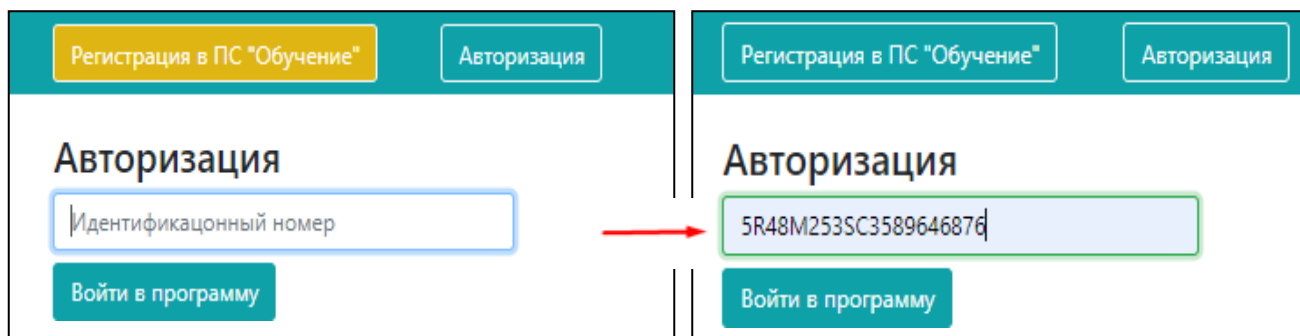 Регистрация в ПС "Обучение"
Авторизация
Авторизация
Идентификацонный номер
Войти в программу
Регистрация в ПС "Обучение"
Авторизация
Авторизация
5R48M253SC3589646876
Войти в программу